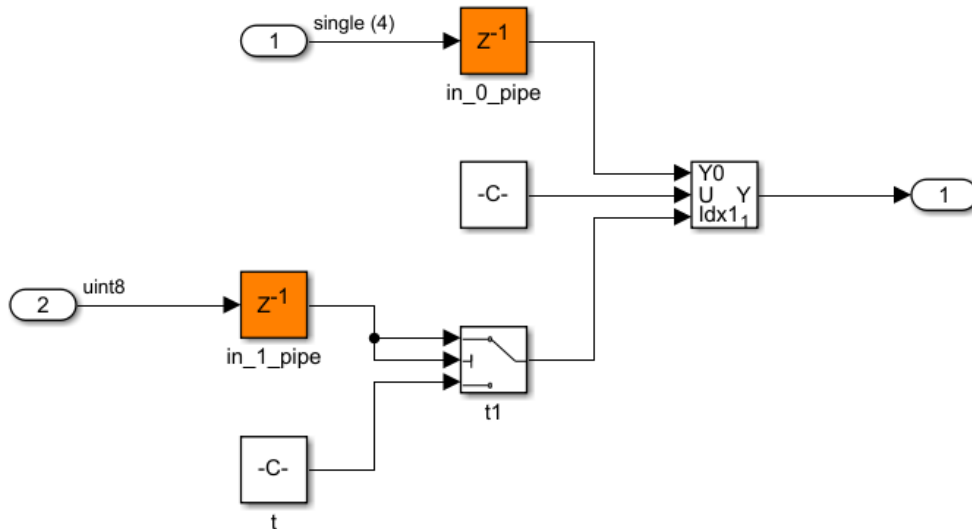 single (4)
1
Z-1
in_0_pipe
-C-
Y0
U Y
Idx1 1
1
uint8
2
Z-1
in_1_pipe
t1
-C-
t